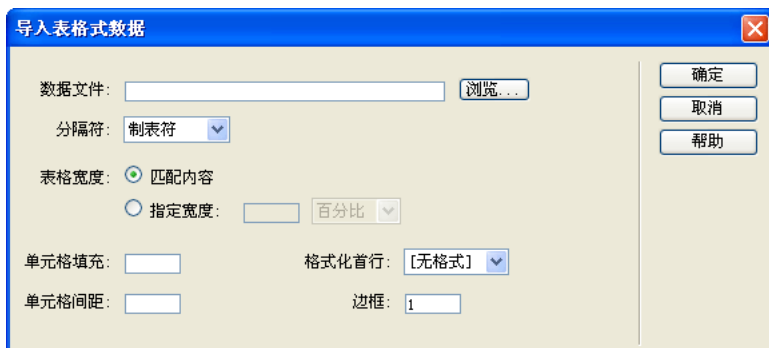 导入表格式数据
数据文件: 浏览... 确定
取消
分隔符: 制表符
帮助
表格宽度: 匹配内容
指定宽度: 百分比
单元格填充: 格式化首行: [无格式]
单元格间距: 边框: 1